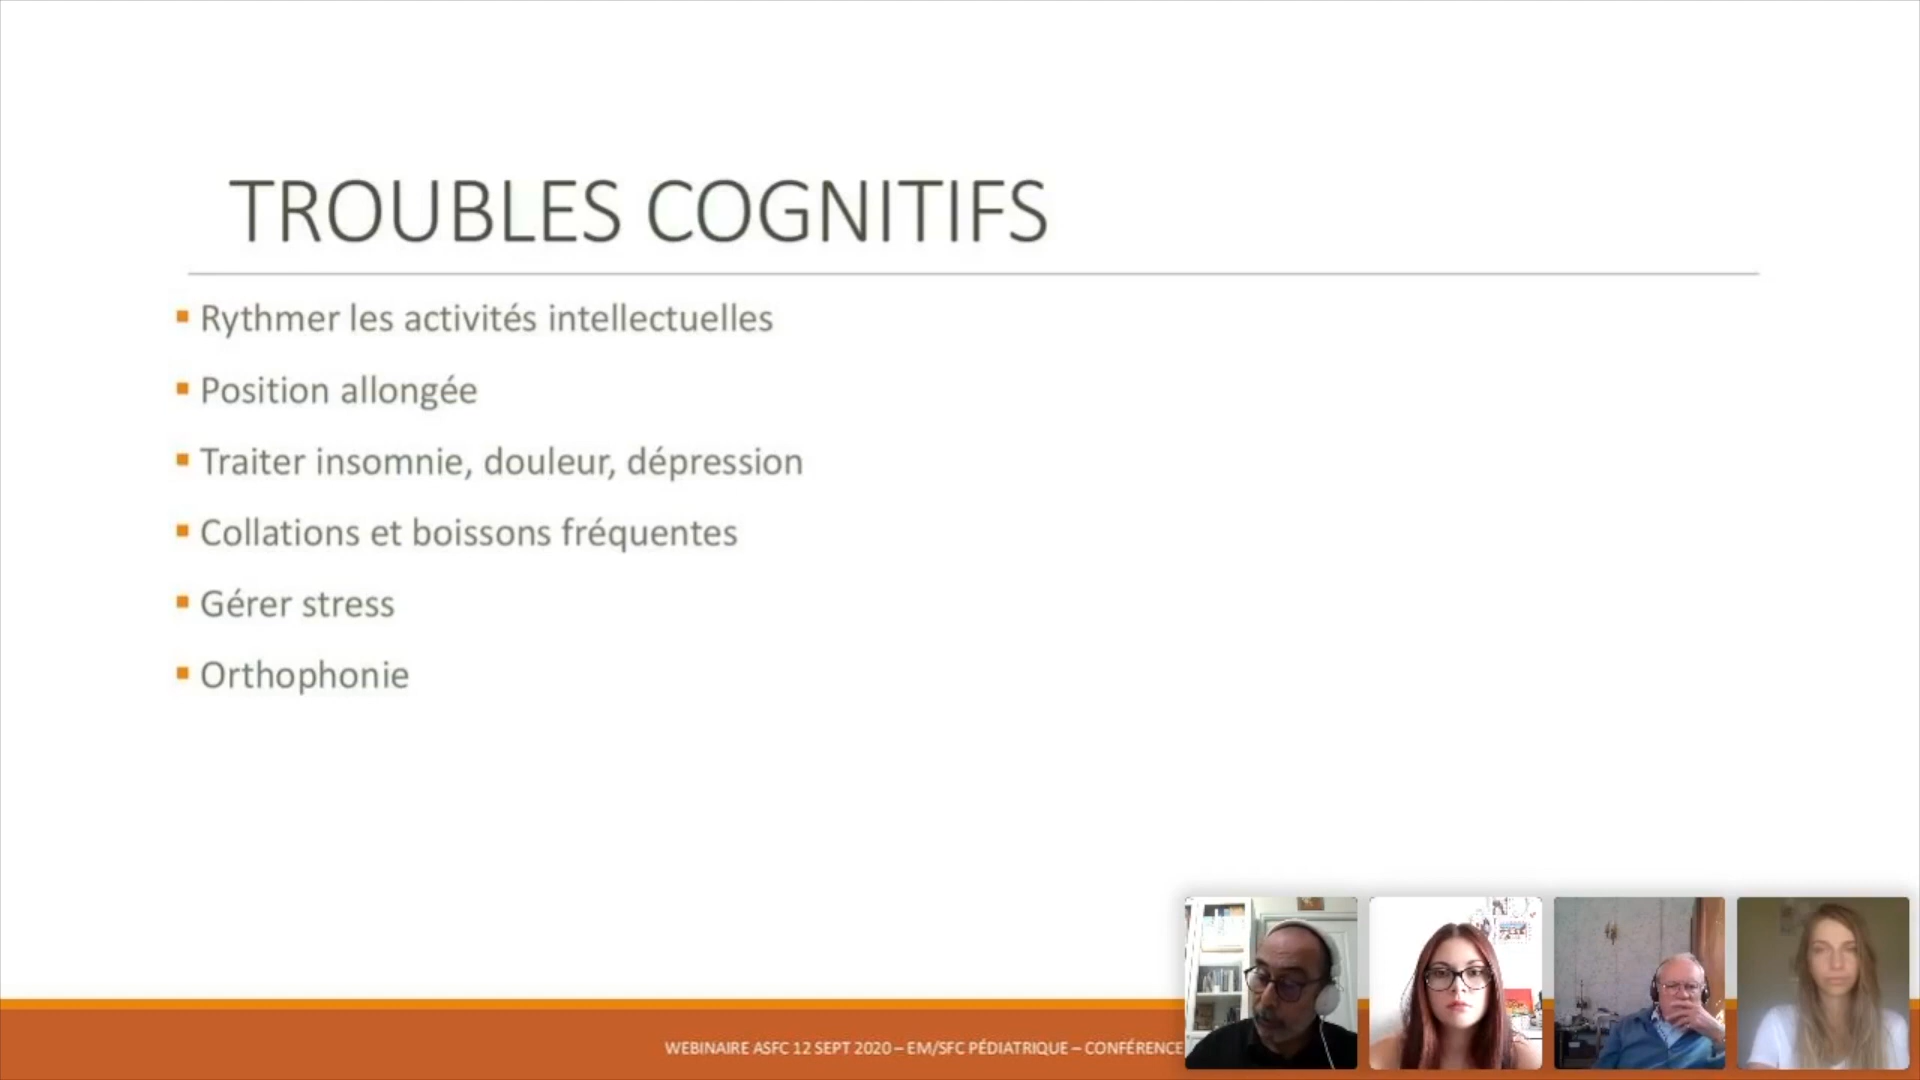 TROUBLES COGNITIFS
Rythmer les activités intellectuelles
Position allongée
Traiter insomnie, douleur, dépression
Collations et boissons fréquentes
Gérer stress
Orthophonie
WEBINAIRE ASFC 12 SEPT 2020 – EM/SFC PÉDIATRIQUE – CONFÉRENCE